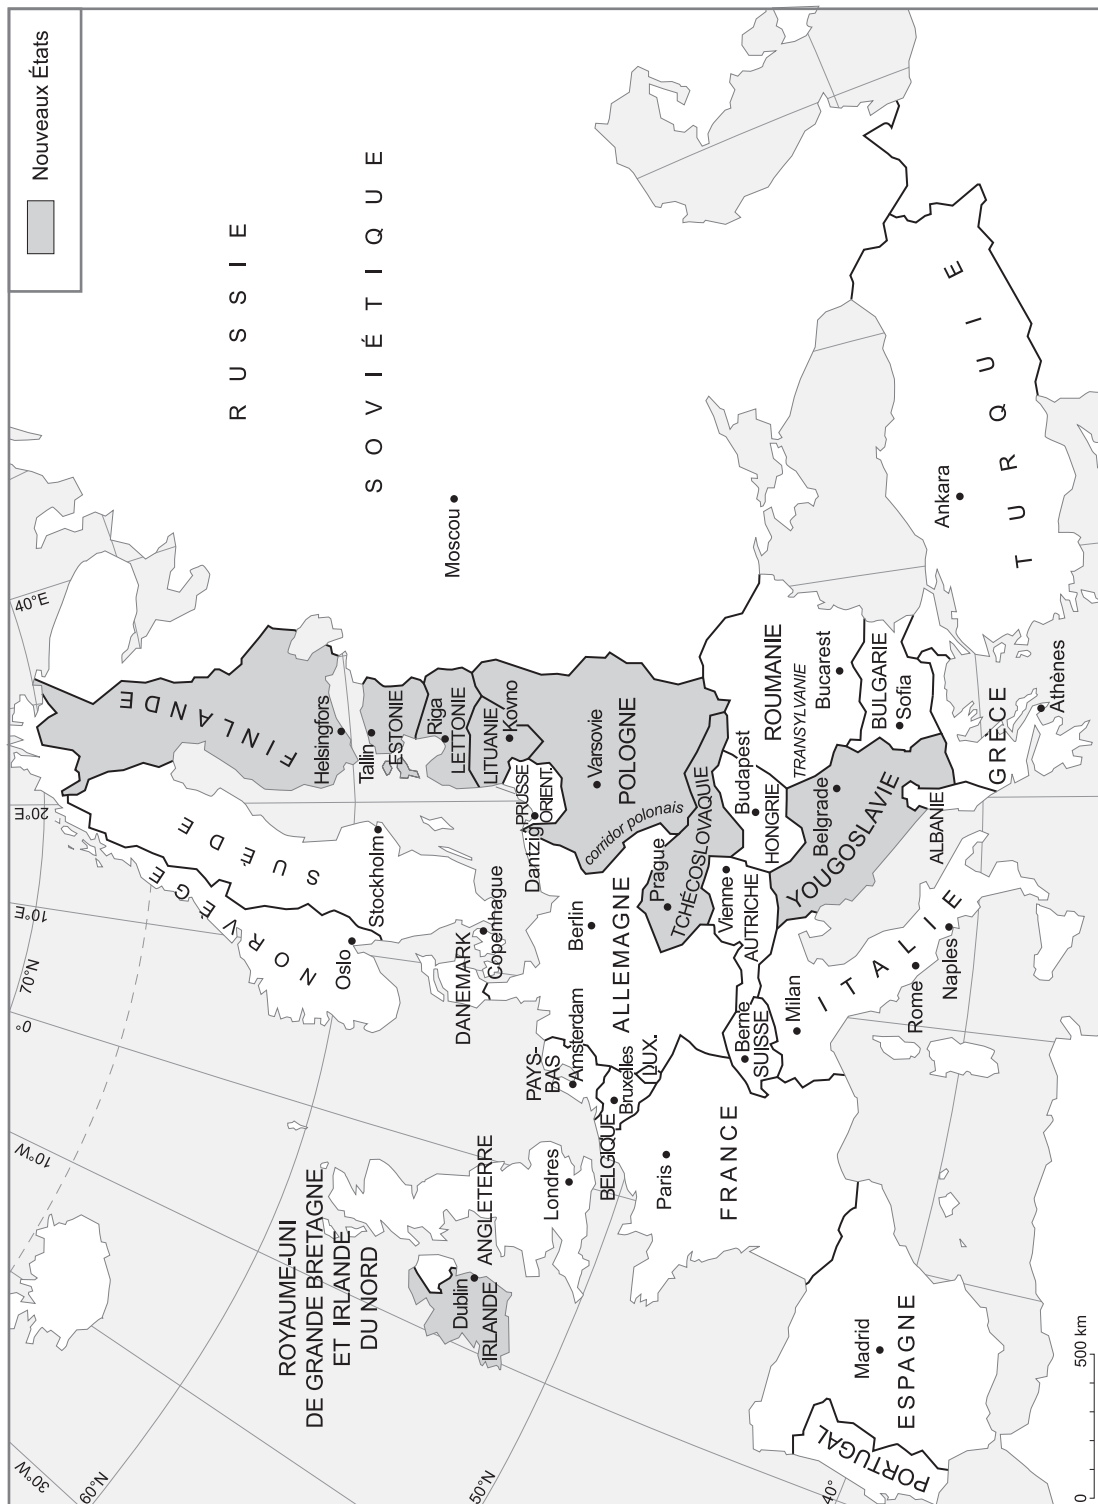 Nouveaux États
RUSSIE
SOVIÉTIQUE
Moscou
40°E
20°E
10°E
70°N
0°
10°W
30°W
60°N
50°N
40°
FINLANDE
Helsingfors
SUÈDE
Stockholm
NORVÈGE
Oslo
Tallin
ESTONIE
Riga
LETTONIE
LITUANIE
Kovno
PRUSSE
ORIENT.
Dantzig
DANEMARK
Copenhague
ROYAUME-UNI
DE GRANDE BRETAGNE
ET IRLANDE
DU NORD
Dublin
IRLANDE
ANGLETERRE
Londres
PAYS-
BAS
Amsterdam
BELGIQUE
Bruxelles
LUX.
Berlin
ALLEMAGNE
corridor polonais
Varsovie
POLOGNE
Prague
TCHÉCOSLOVAQUIE
Paris
FRANCE
Berne
SUISSE
Vienne
AUTRICHE
Budapest
HONGRIE
ROUMANIE
TRANSYLVANIE
Bucarest
Milan
ITALIE
Rome
Naples
Belgrade
YOUGOSLAVIE
BULGARIE
Sofia
ALBANIE
GRÈCE
Athènes
Ankara
TURQUIE
Madrid
ESPAGNE
PORTUGAL
0 500 km